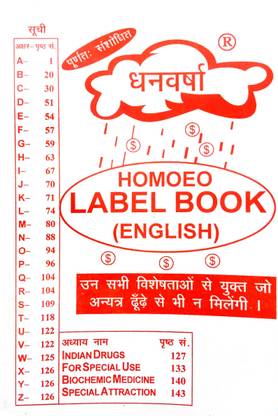 सूची
अक्षर- पृष्ठ सं.
A- 1
B- 20
C- 30
D- 51
E- 54
F- 57
G- 59
H- 63
I- 67
J- 70
K- 71
L- 74
M- 80
N- 88
O- 94
P- 96
Q- 104
R- 104
S- 109
T- 118
U- 122
V- 122
W- 125
X- 126
Y- 126
Z- 126
पूर्णतः संशोधित
®
धनवर्षा
$ $
$
HOMOEO
LABEL BOOK
(ENGLISH)
$ $ $
उन सभी विशेषताओं से युक्त जो
अन्यत्र ढूँढ़े से भी न मिलेंगी ।
अध्याय नाम पृष्ठ सं.
INDIAN DRUGS 127
FOR SPECIAL USE 133
BIOCHEMIC MEDICINE 140
SPECIAL ATTRACTION 143